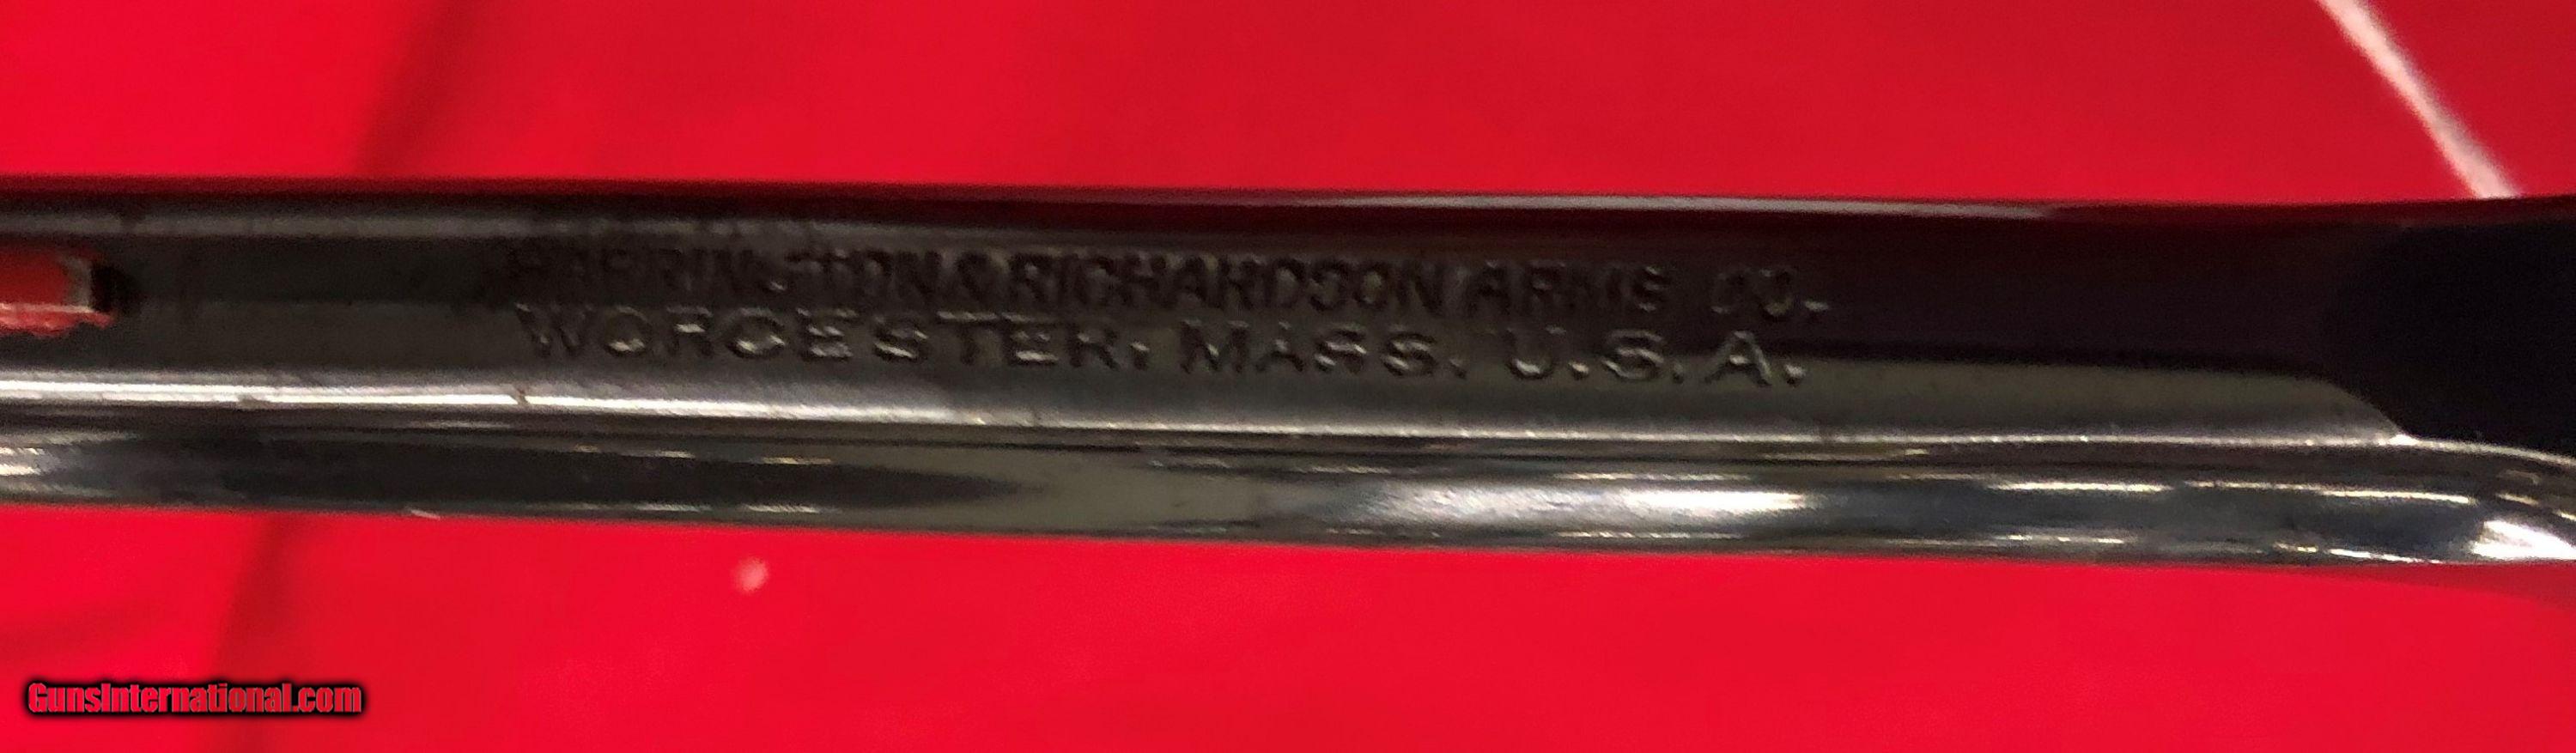 HARRINGTON & RICHARDSON ARMS CO.
WORCESTER, MASS. U.S.A.
GunsInternational.com